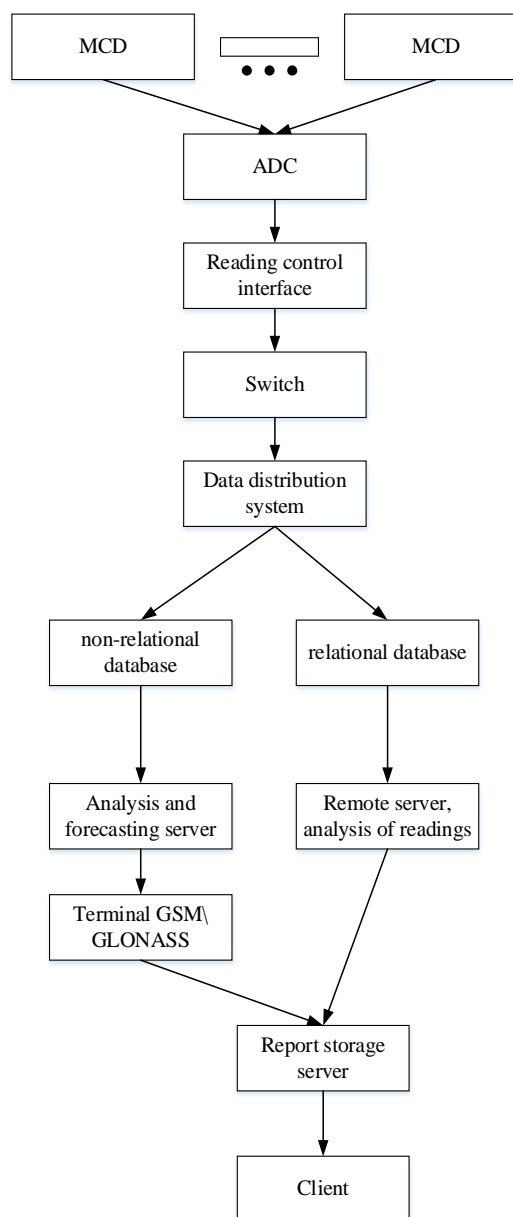 MCD
MCD
ADC
Reading control
interface
Switch
Data distribution
system
non-relational
database
relational database
Analysis and
forecasting server
Remote server,
analysis of readings
Terminal GSM\
GLONASS
Report storage
server
Client